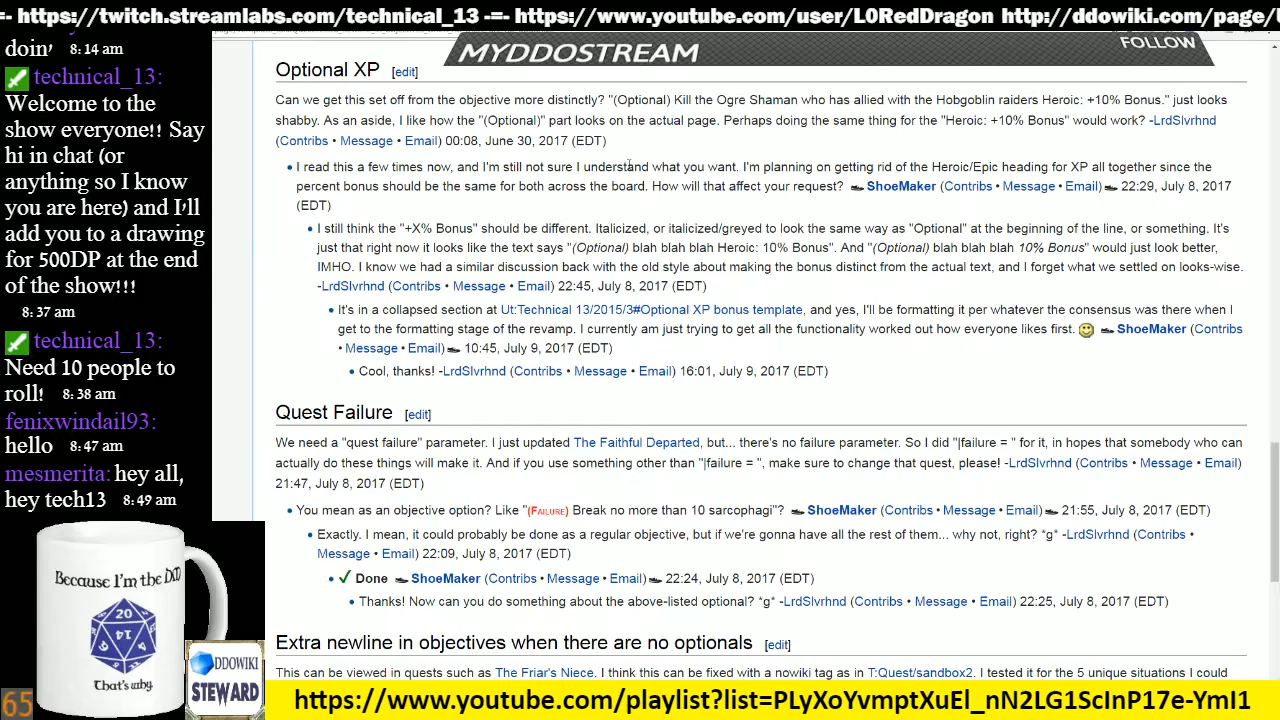 =- https://twitch.streamlabs.com/technical_13 -=- https://www.youtube.com/user/L0RedDragon http://ddowiki.com/page/
doin' 8:14 am
technical_13:
Welcome to the
show everyone!! Say
hi in chat (or
anything so I know
you are here) and I'll
add you to a drawing
for 500DP at the end
of the show!!!
8:37 am
technical_13:
Need 10 people to
roll! 8:38 am
fenixwindail93:
hello 8:47 am
mesmerita: hey all,
hey tech13 8:49 am
Because I'm the DM
20
14
That's why.
DDOWIKI
STEWARD
65
MYDDOSTREAM
FOLLOW
Optional XP [edit]
Can we get this set off from the objective more distinctly? "(Optional) Kill the Ogre Shaman who has allied with the Hobgoblin raiders Heroic: +10% Bonus." just looks
shabby. As an aside, I like how the "(Optional)" part looks on the actual page. Perhaps doing the same thing for the "Heroic: +10% Bonus" would work? -LrdSlvrhnd
(Contribs • Message • Email) 00:08, June 30, 2017 (EDT)
• I read this a few times now, and I'm still not sure I understand what you want. I'm planning on getting rid of the Heroic/Epic heading for XP all together since the
percent bonus should be the same for both across the board. How will that affect your request? ShoeMaker (Contribs • Message • Email) 22:29, July 8, 2017
(EDT)
• I still think the "+X% Bonus" should be different. Italicized, or italicized/greyed to look the same way as "Optional" at the beginning of the line, or something. It's
just that right now it looks like the text says "(Optional) blah blah blah Heroic: 10% Bonus". And "(Optional) blah blah blah 10% Bonus" would just look better,
IMHO. I know we had a similar discussion back with the old style about making the bonus distinct from the actual text, and I forget what we settled on looks-wise.
-LrdSlvrhnd (Contribs • Message • Email) 22:45, July 8, 2017 (EDT)
• It's in a collapsed section at Ut:Technical 13/2015/3#Optional XP bonus template, and yes, I'll be formatting it per whatever the consensus was there when I
get to the formatting stage of the revamp. I currently am just trying to get all the functionality worked out how everyone likes first. ShoeMaker (Contribs
• Message • Email) 10:45, July 9, 2017 (EDT)
• Cool, thanks! -LrdSlvrhnd (Contribs • Message • Email) 16:01, July 9, 2017 (EDT)
Quest Failure [edit]
We need a "quest failure" parameter. I just updated The Faithful Departed, but... there's no failure parameter. So I did "|failure = " for it, in hopes that somebody who can
actually do these things will make it. And if you use something other than "|failure = ", make sure to change that quest, please! -LrdSlvrhnd (Contribs • Message • Email)
21:47, July 8, 2017 (EDT)
• You mean as an objective option? Like "(Failure) Break no more than 10 sarcophagi"? ShoeMaker (Contribs • Message • Email) 21:55, July 8, 2017 (EDT)
• Exactly. I mean, it could probably be done as a regular objective, but if we're gonna have all the rest of them... why not, right? *g* -LrdSlvrhnd (Contribs •
Message • Email) 22:09, July 8, 2017 (EDT)
• ✓ Done ShoeMaker (Contribs • Message • Email) 22:24, July 8, 2017 (EDT)
• Thanks! Now can you do something about the above-listed optional? *g* -LrdSlvrhnd (Contribs • Message • Email) 22:25, July 8, 2017 (EDT)
Extra newline in objectives when there are no optionals [edit]
This can be viewed in quests such as The Friar's Niece. I think this can be fixed with a nowiki tag as in T:Quest/sandbox2. I tested it for the 5 unique situations I could
https://www.youtube.com/playlist?list=PLyXoYvmptXuEl_nN2LG1ScInP17e-YmI1